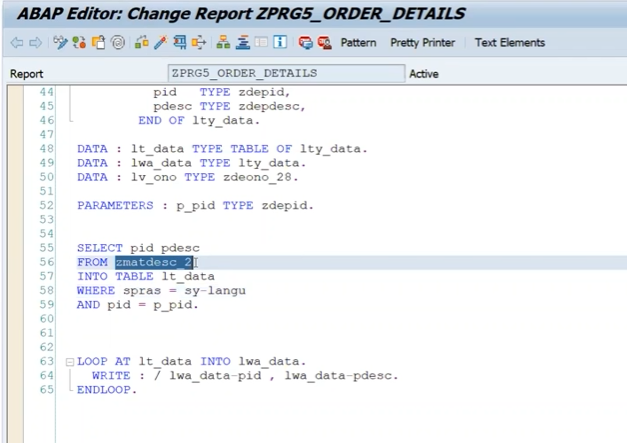 ABAP Editor: Change Report ZPRG5_ORDER_DETAILS
Pattern Pretty Printer Text Elements
Report ZPRG5_ORDER_DETAILS Active
44 pid TYPE zdepid,
45 pdesc TYPE zdepdesc,
46 END OF lty_data.
47
48 DATA : lt_data TYPE TABLE OF lty_data.
49 DATA : lwa_data TYPE lty_data.
50 DATA : lv_ono TYPE zdeono_28.
51
52 PARAMETERS : p_pid TYPE zdepid.
53
54
55 SELECT pid pdesc
56 FROM zmatdesc_2
57 INTO TABLE lt_data
58 WHERE spras = sy-langu
59 AND pid = p_pid.
60
61
62
63 LOOP AT lt_data INTO lwa_data.
64 WRITE : / lwa_data-pid , lwa_data-pdesc.
65 ENDLOOP.